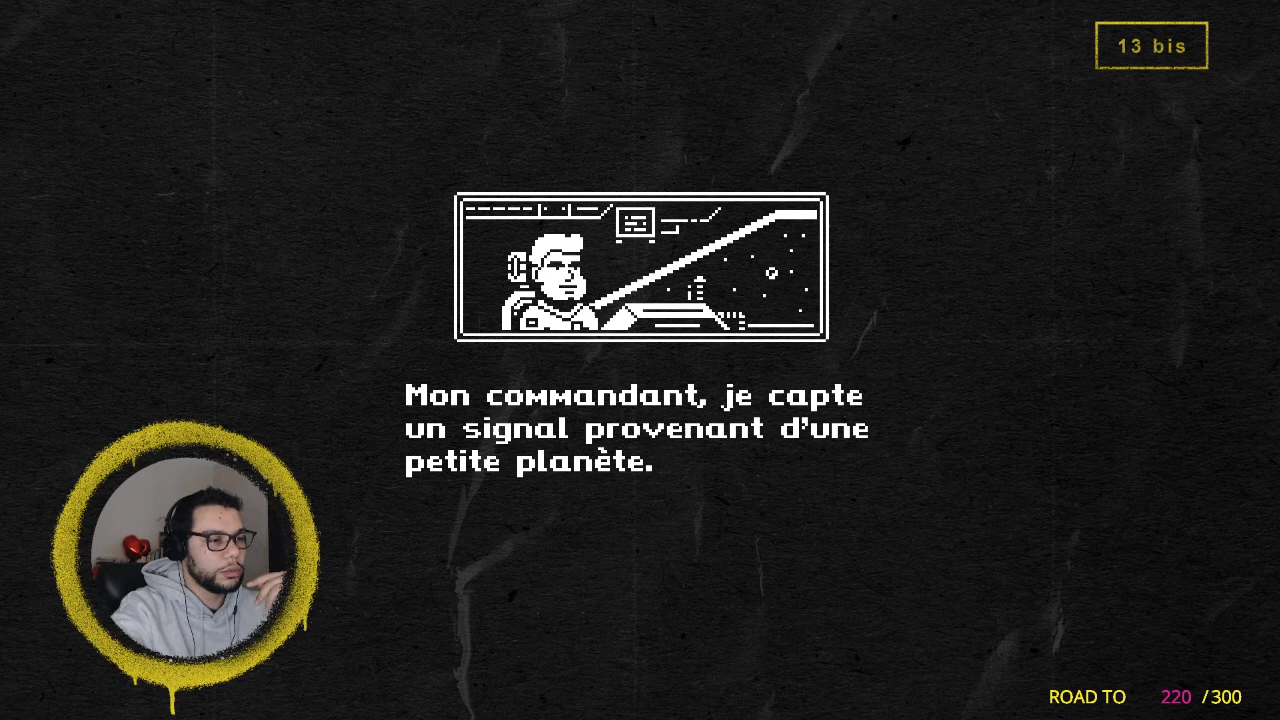 13 bis
Mon commandant, je capte
un signal provenant d'une
petite planète.
ROAD TO 220 /300